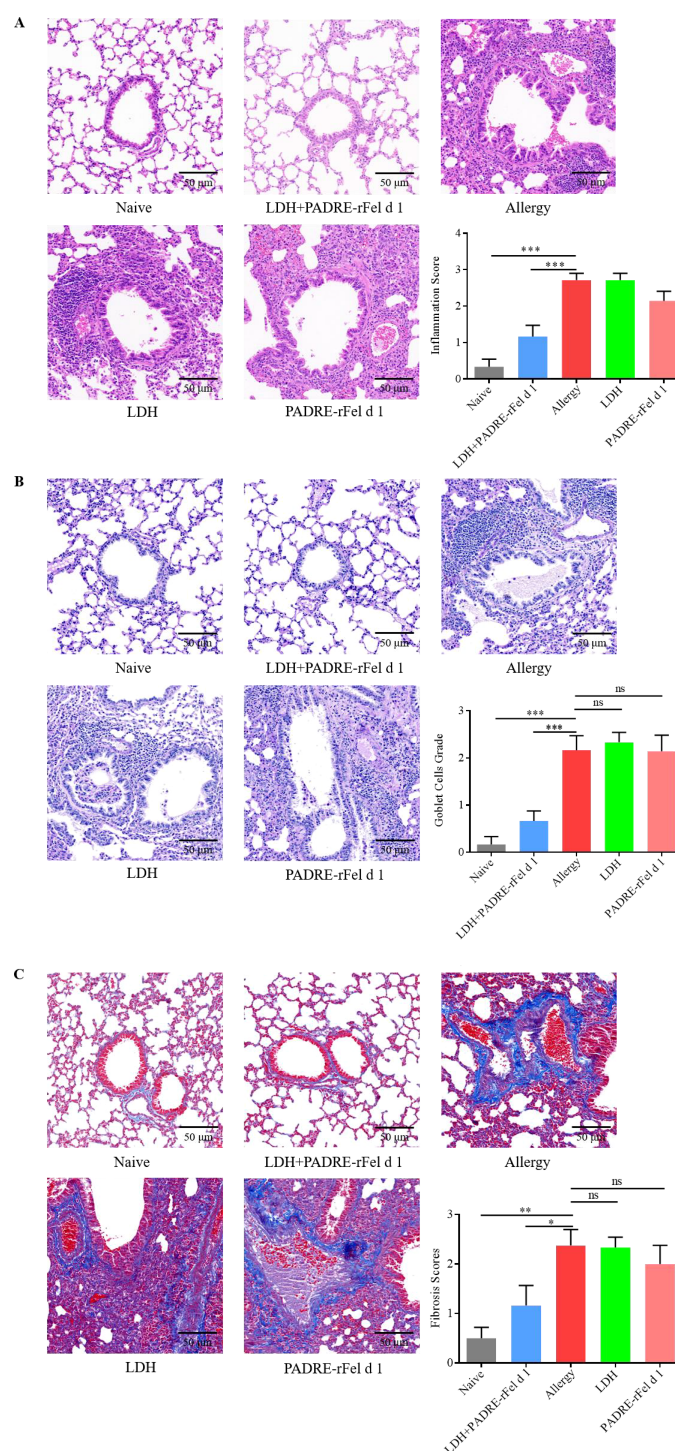 A
50 μm
50 μm
50 μm
Naive
LDH+PADRE-rFel d 1
Allergy
50 μm
50 μm
LDH
PADRE-rFel d 1
Inflammation Score
4
3
2
1
0
***
***
Naive
LDH+PADRE-rFel d 1
Allergy
LDH
PADRE-rFel d 1
B
50 μm
50 μm
50 μm
Naive
LDH+PADRE-rFel d 1
Allergy
50 μm
50 μm
LDH
PADRE-rFel d 1
Goblet Cells Grade
3
2
1
0
ns
ns
***
***
Naive
LDH+PADRE-rFel d 1
Allergy
LDH
PADRE-rFel d 1
C
50 μm
50 μm
50 μm
Naive
LDH+PADRE-rFel d 1
Allergy
50 μm
50 μm
LDH
PADRE-rFel d 1
Fibrosis Scores
3
2
1
0
ns
ns
**
*
Naive
LDH+PADRE-rFel d 1
Allergy
LDH
PADRE-rFel d 1